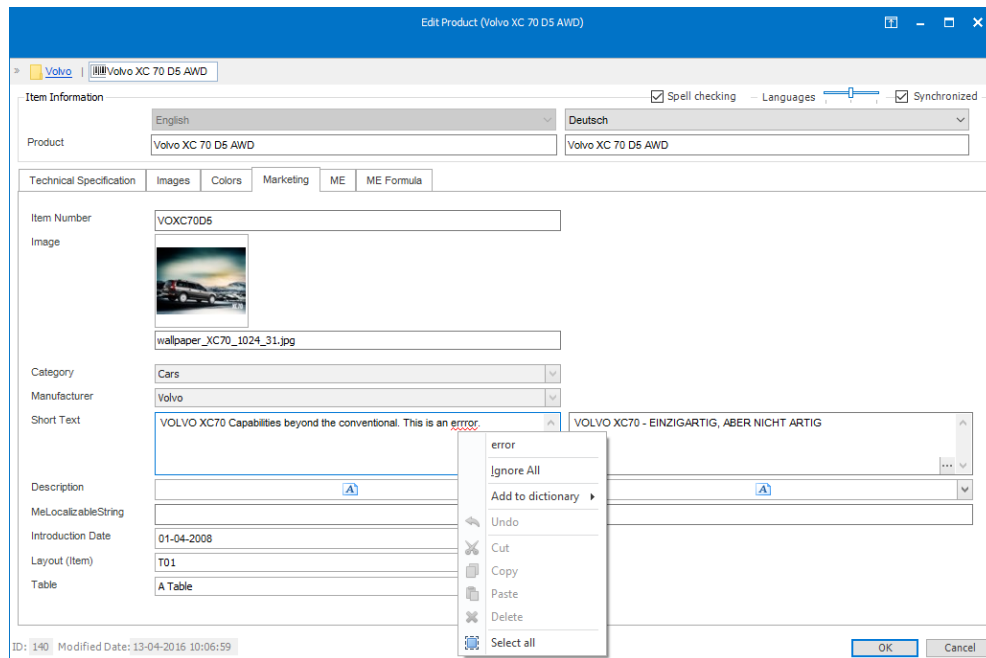 Edit Product (Volvo XC 70 D5 AWD)
» Volvo | Volvo XC 70 D5 AWD
Item Information Spell checking Languages Synchronized
English Deutsch
Product Volvo XC 70 D5 AWD Volvo XC 70 D5 AWD
Technical Specification Images Colors Marketing ME ME Formula
Item Number VOXC70D5
Image
wallpaper_XC70_1024_31.jpg
Category Cars
Manufacturer Volvo
Short Text VOLVO XC70 Capabilities beyond the conventional. This is an errror. VOLVO XC70 - EINZIGARTIG, ABER NICHT ARTIG
error
Ignore All
Description A A
Add to dictionary
MeLocalizableString
Undo
Introduction Date 01-04-2008
Cut
Layout (Item) T01
Copy
Table A Table
Paste
Delete
Select all
ID: 140 Modified Date: 13-04-2016 10:06:59 OK Cancel